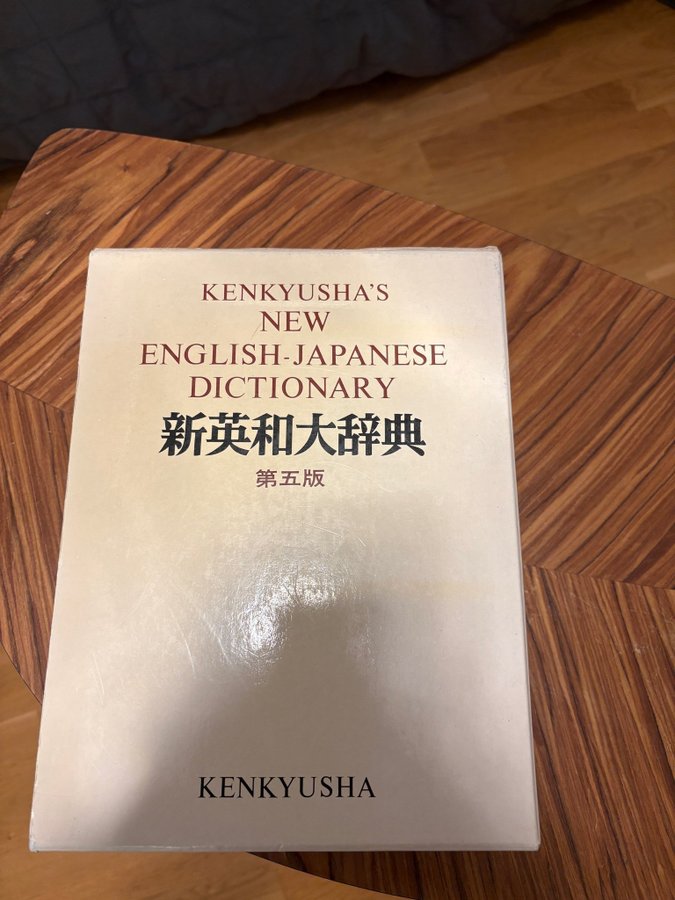 KENKYUSHA'S
NEW
ENGLISH-JAPANESE
DICTIONARY
新英和大辞典
第五版
KENKYUSHA